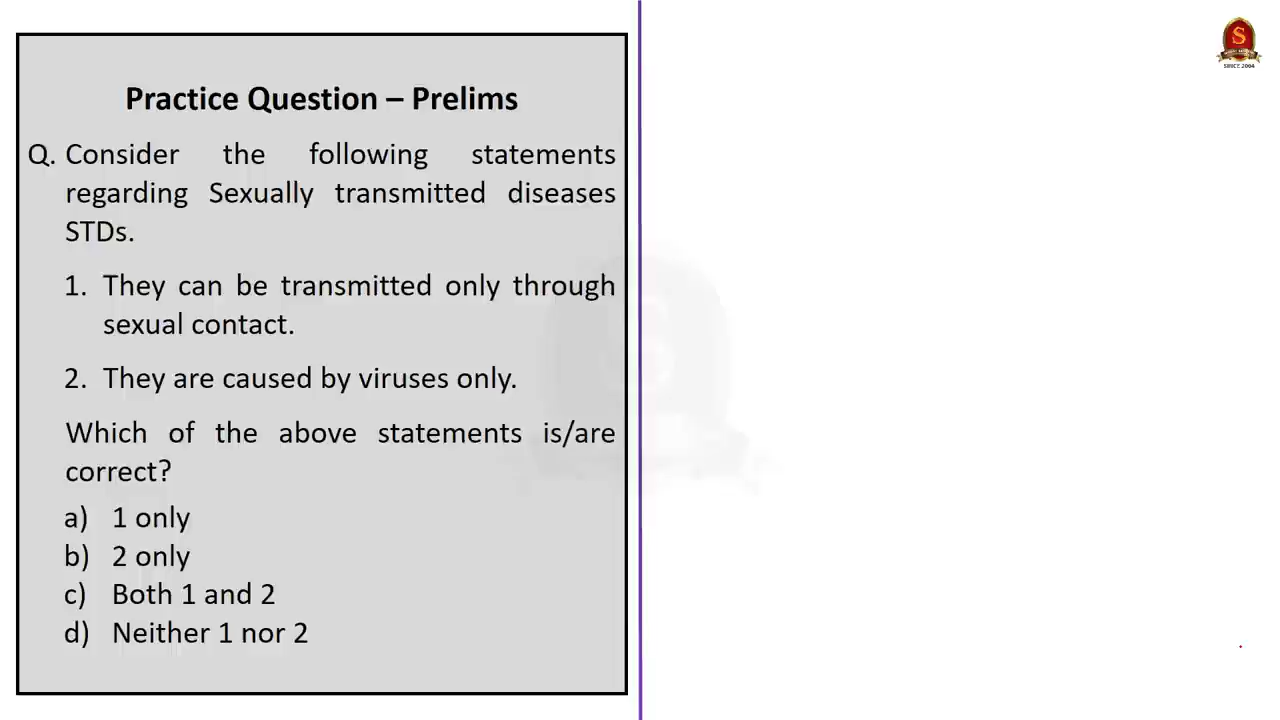 Practice Question – Prelims
Q. Consider the following statements
regarding Sexually transmitted diseases
STDs.
1. They can be transmitted only through
sexual contact.
2. They are caused by viruses only.
Which of the above statements is/are
correct?
a) 1 only
b) 2 only
c) Both 1 and 2
d) Neither 1 nor 2
S
SINCE 2004